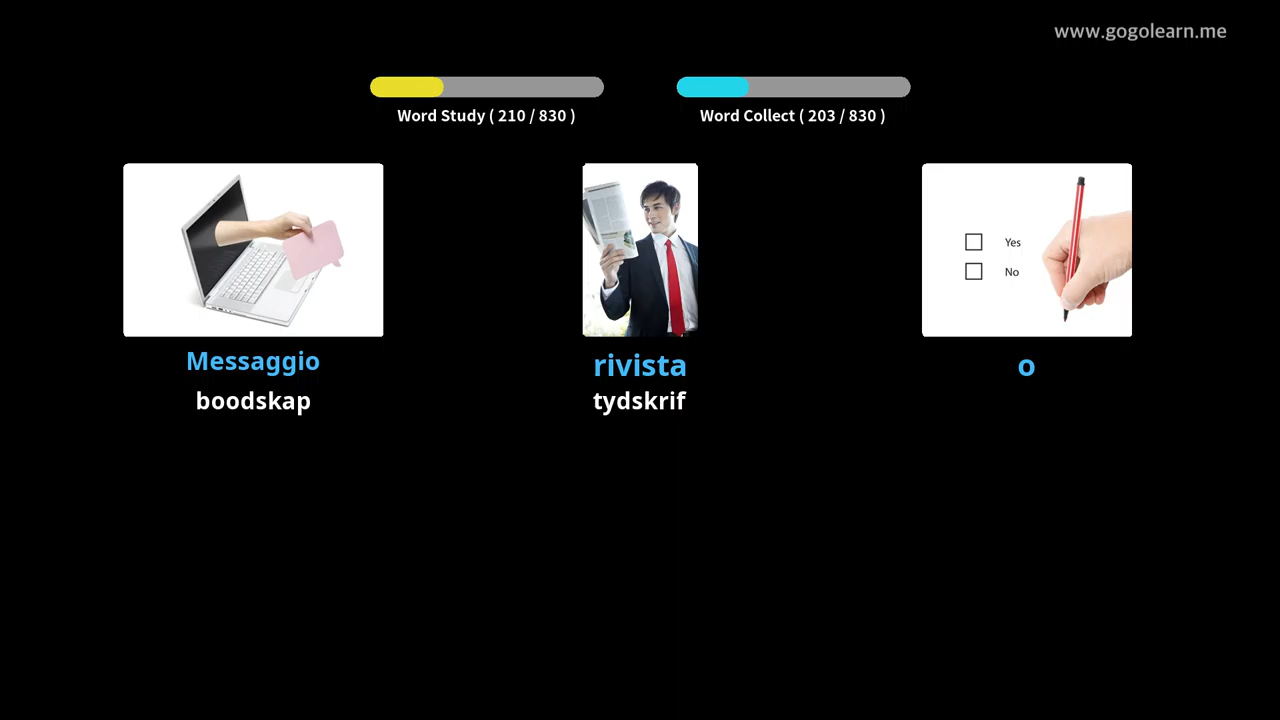 www.gogolearn.me
Word Study ( 210 / 830 )
Word Collect ( 203 / 830 )
Yes
No
Messaggio
rivista
o
boodskap
tydskrif